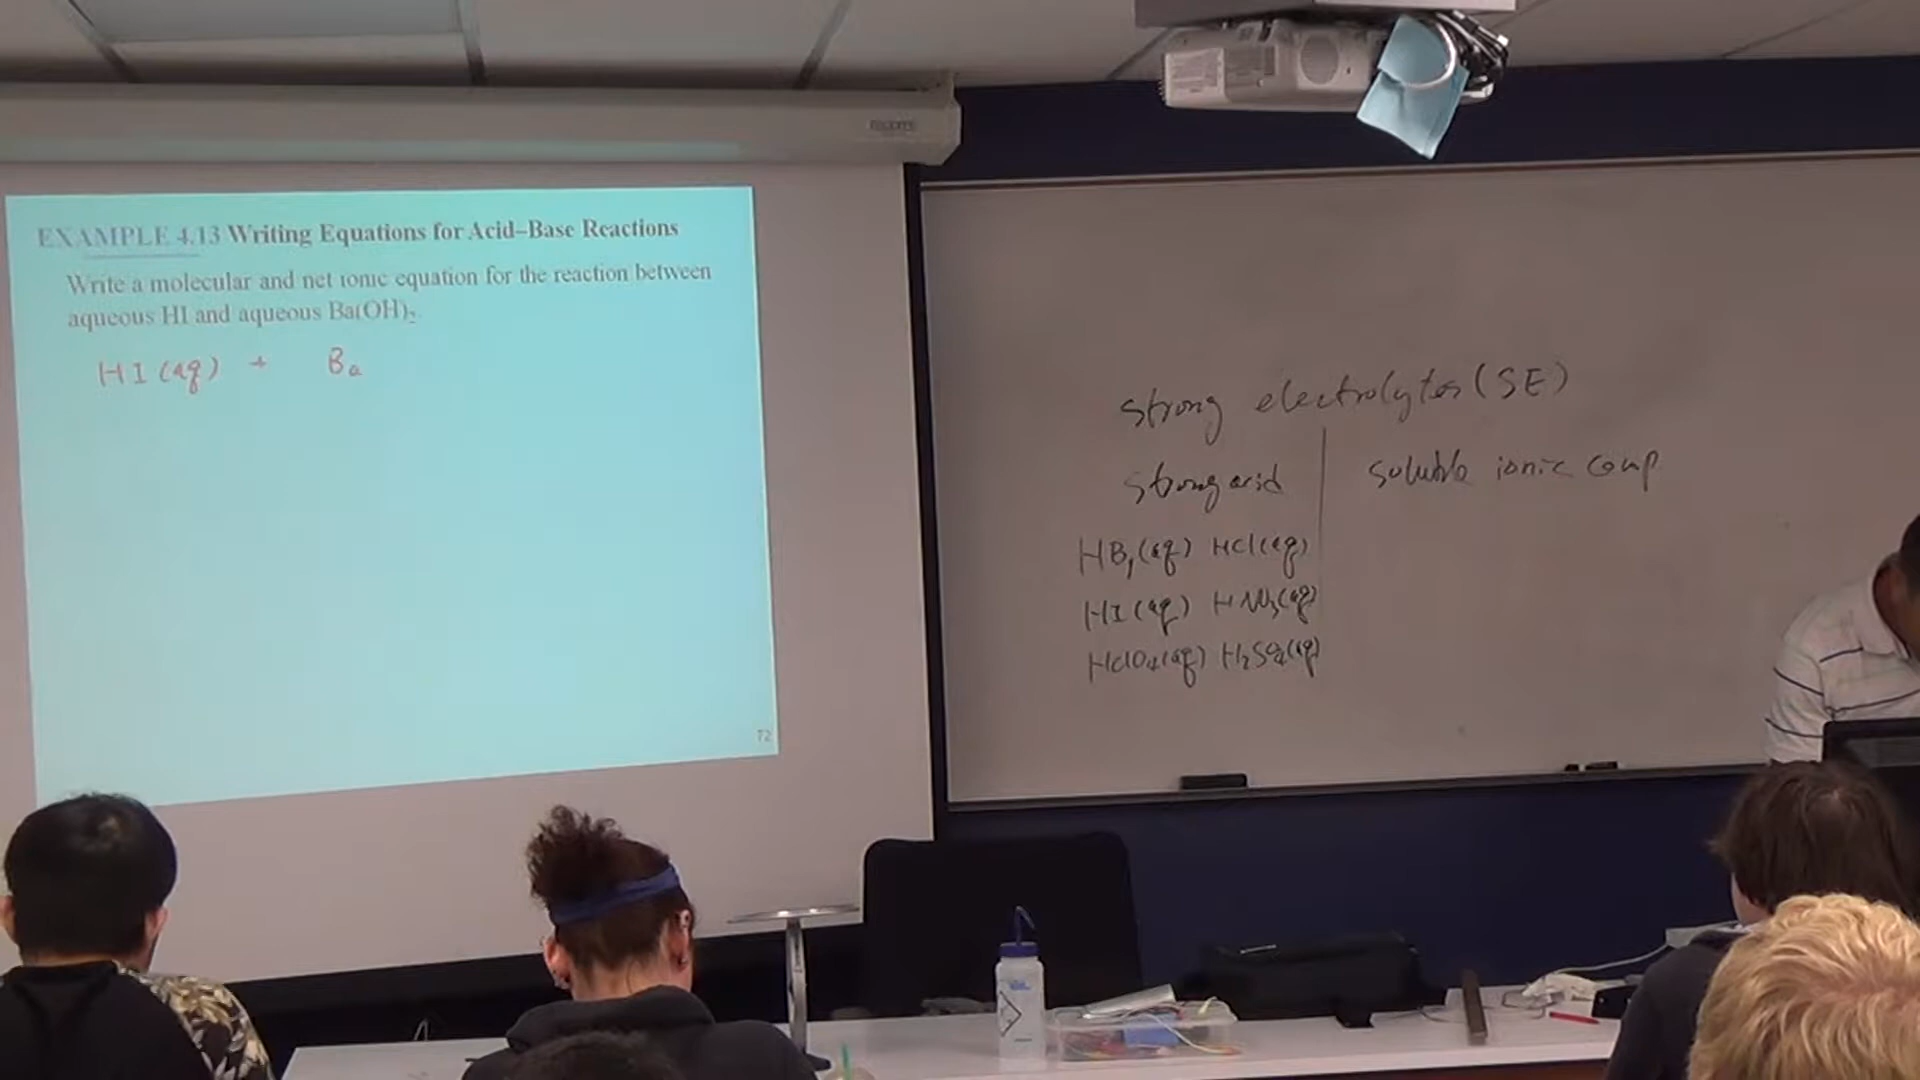 EXAMPLE 4.13 Writing Equations for Acid–Base Reactions
Write a molecular and net ionic equation for the reaction between
aqueous HI and aqueous Ba(OH)₂.
HI (aq) + Ba
72
strong electrolytes (SE)
strong acid | soluble ionic comp
HBr(aq) HCl(aq)
HI (aq) HNO₃(aq)
HClO₄(aq) H₂SO₄(aq)